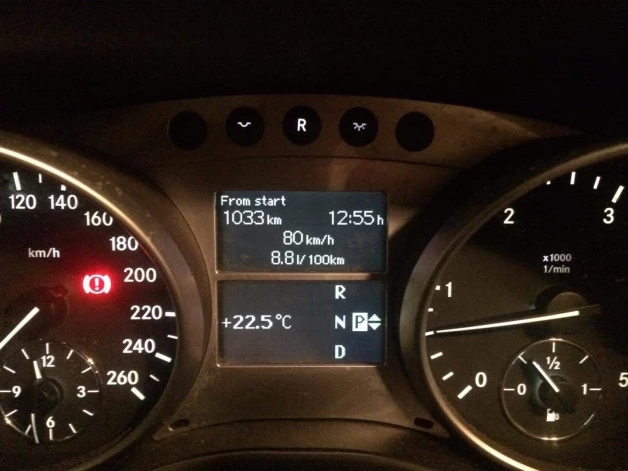 R
120 140
160
180
200
220
240
260
km/h
12
9 3
6
From start
1033 km 12:55 h
80 km/h
8.8 l/100km
+22.5 °C
R
N P
D
0
1
2
3
5
x1000
1/min
0 1/2 1